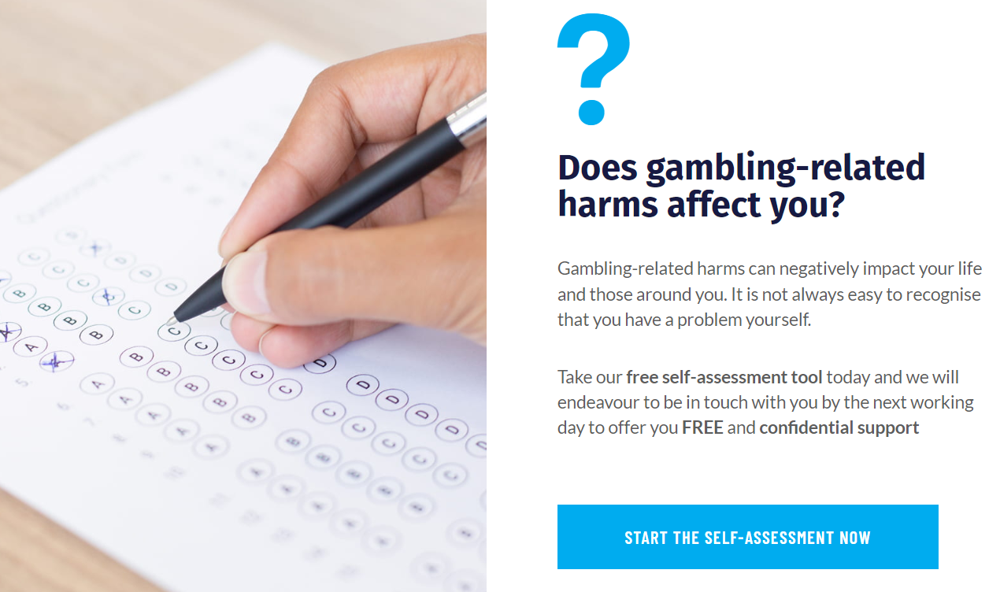 ?
Does gambling-related
harms affect you?
Gambling-related harms can negatively impact your life
and those around you. It is not always easy to recognise
that you have a problem yourself.
Take our free self-assessment tool today and we will
endeavour to be in touch with you by the next working
day to offer you FREE and confidential support
START THE SELF-ASSESSMENT NOW